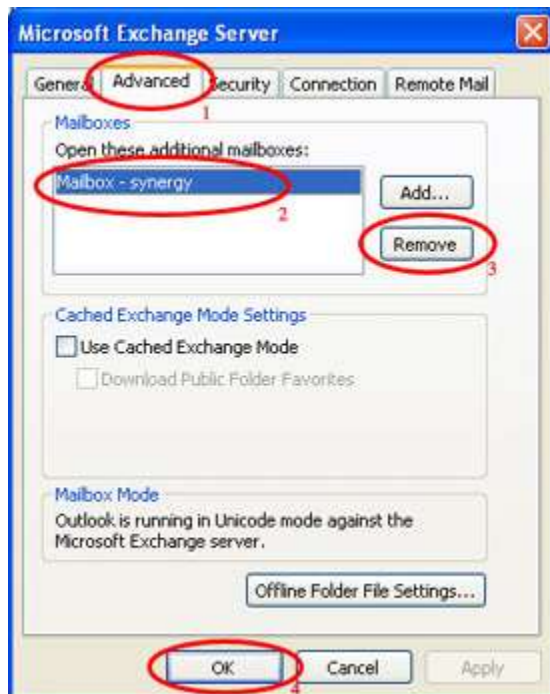 Microsoft Exchange Server
General Advanced Security Connection Remote Mail
1
Mailboxes
Open these additional mailboxes:
Mailbox - synergy
2
Add...
Remove
3
Cached Exchange Mode Settings
Use Cached Exchange Mode
Download Public Folder Favorites
Mailbox Mode
Outlook is running in Unicode mode against the
Microsoft Exchange server.
Offline Folder File Settings...
OK Cancel Apply
4